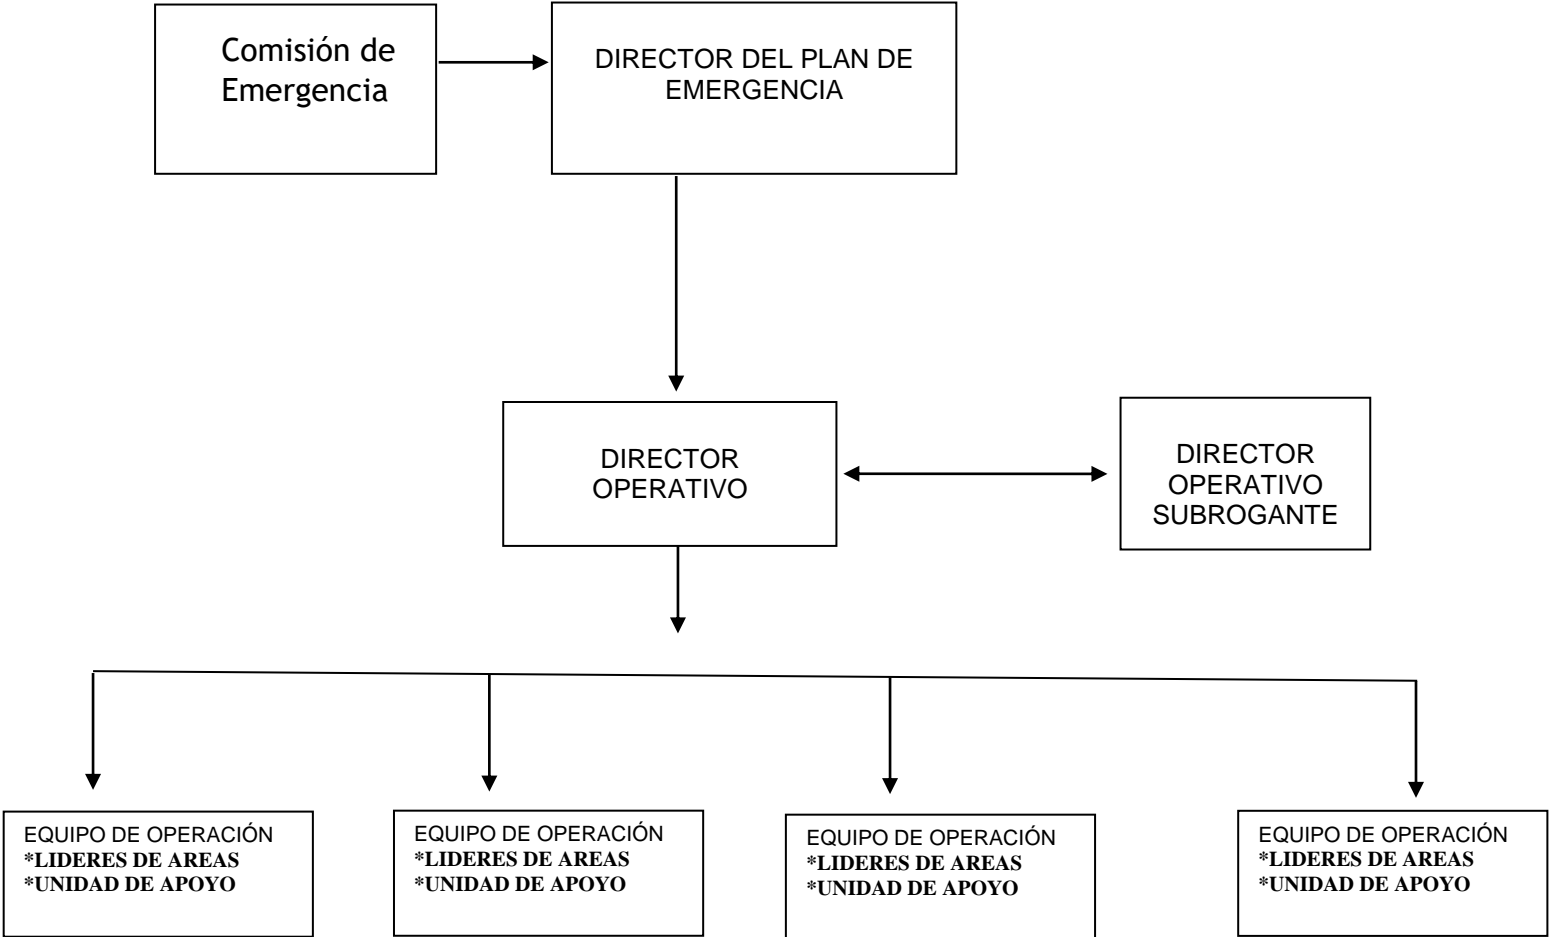 Comisión de
Emergencia
DIRECTOR DEL PLAN DE
EMERGENCIA
DIRECTOR
OPERATIVO
DIRECTOR
OPERATIVO
SUBROGANTE
EQUIPO DE OPERACIÓN
*LIDERES DE AREAS
*UNIDAD DE APOYO
EQUIPO DE OPERACIÓN
*LIDERES DE AREAS
*UNIDAD DE APOYO
EQUIPO DE OPERACIÓN
*LIDERES DE AREAS
*UNIDAD DE APOYO
EQUIPO DE OPERACIÓN
*LIDERES DE AREAS
*UNIDAD DE APOYO